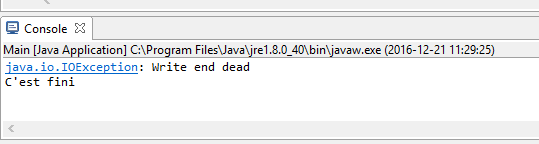 Console
Main [Java Application] C:\Program Files\Java\jre1.8.0_40\bin\javaw.exe (2016-12-21 11:29:25)
java.io.IOException: Write end dead
C'est fini